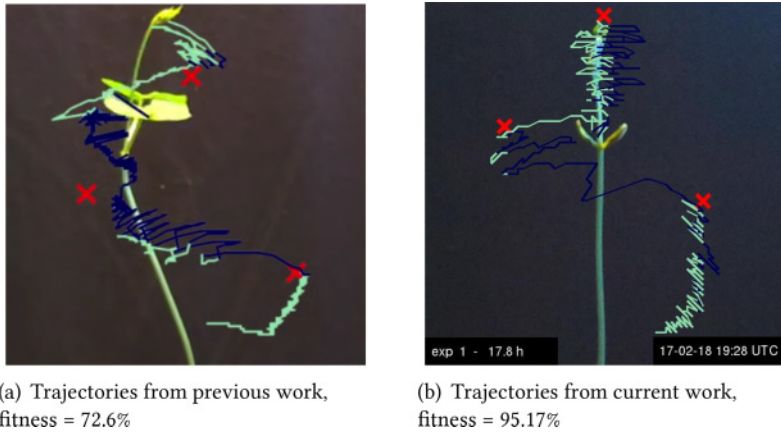 exp 1 - 17.8 h
17-02-18 19:28 UTC
(a) Trajectories from previous work,
fitness = 72.6%
(b) Trajectories from current work,
fitness = 95.17%